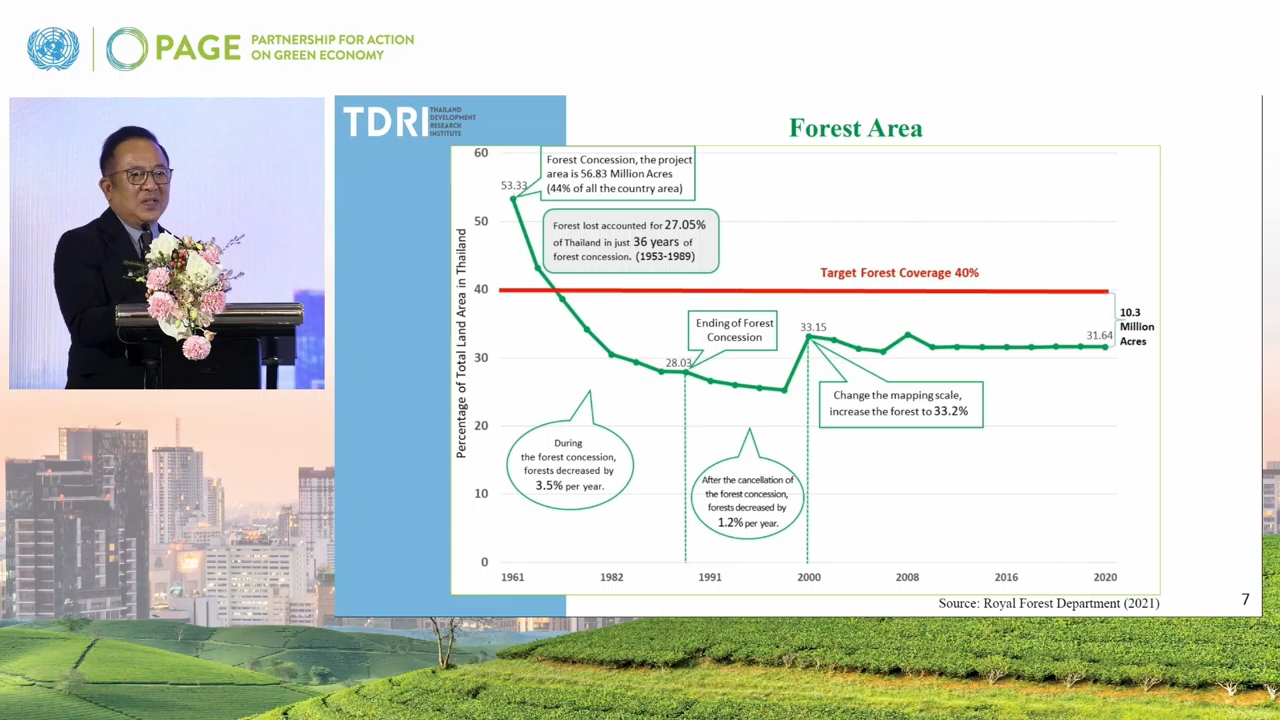 PAGE
PARTNERSHIP FOR ACTION
ON GREEN ECONOMY
TDRI
THAILAND
DEVELOPMENT
RESEARCH
INSTITUTE
Forest Area
Percentage of Total Land Area in Thailand
60
50
40
30
20
10
0
53.33
Forest Concession, the project
area is 56.83 Million Acres
(44% of all the country area)
Forest lost accounted for 27.05%
of Thailand in just 36 years of
forest concession. (1953-1989)
Target Forest Coverage 40%
10.3
Million
Acres
Ending of Forest
Concession
28.03
33.15
31.64
Change the mapping scale,
increase the forest to 33.2%
During
the forest concession,
forests decreased by
3.5% per year.
After the cancellation of
the forest concession,
forests decreased by
1.2% per year.
1961
1982
1991
2000
2008
2016
2020
Source: Royal Forest Department (2021)
7